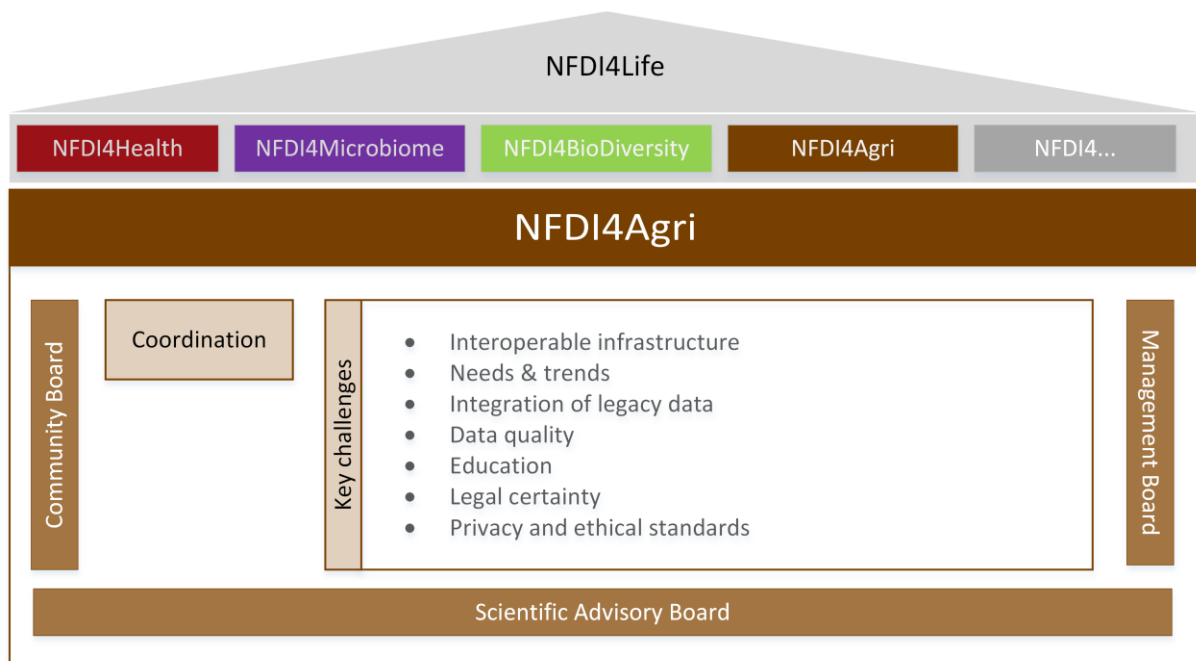 NFDI4Life
NFDI4Health
NFDI4Microbiome
NFDI4BioDiversity
NFDI4Agri
NFDI4...
NFDI4Agri
Community Board
Coordination
Key challenges
• Interoperable infrastructure
• Needs & trends
• Integration of legacy data
• Data quality
• Education
• Legal certainty
• Privacy and ethical standards
Management Board
Scientific Advisory Board